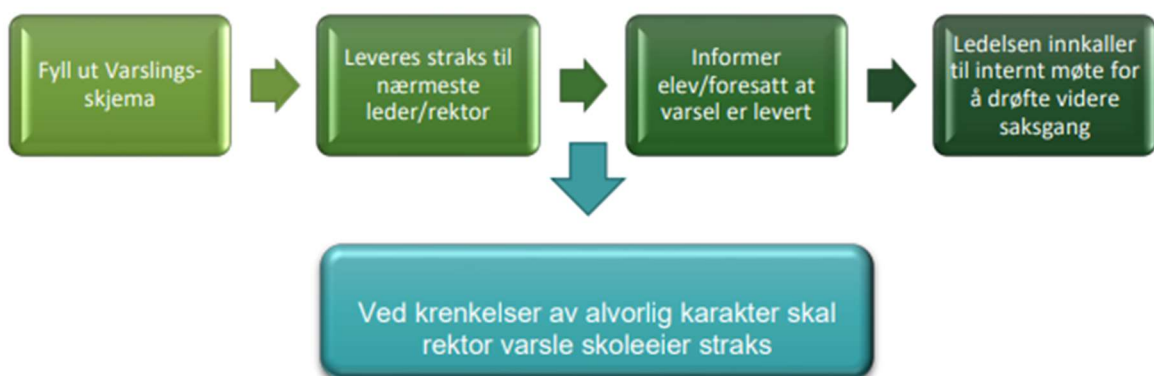 Fyll ut Varslings-
skjema
Leveres straks til
nærmeste
leder/rektor
Informer
elev/foresatt at
varsel er levert
Ledelsen innkaller
til internt møte for
å drøfte videre
saksgang
Ved krenkelser av alvorlig karakter skal
rektor varsle skoleeier straks